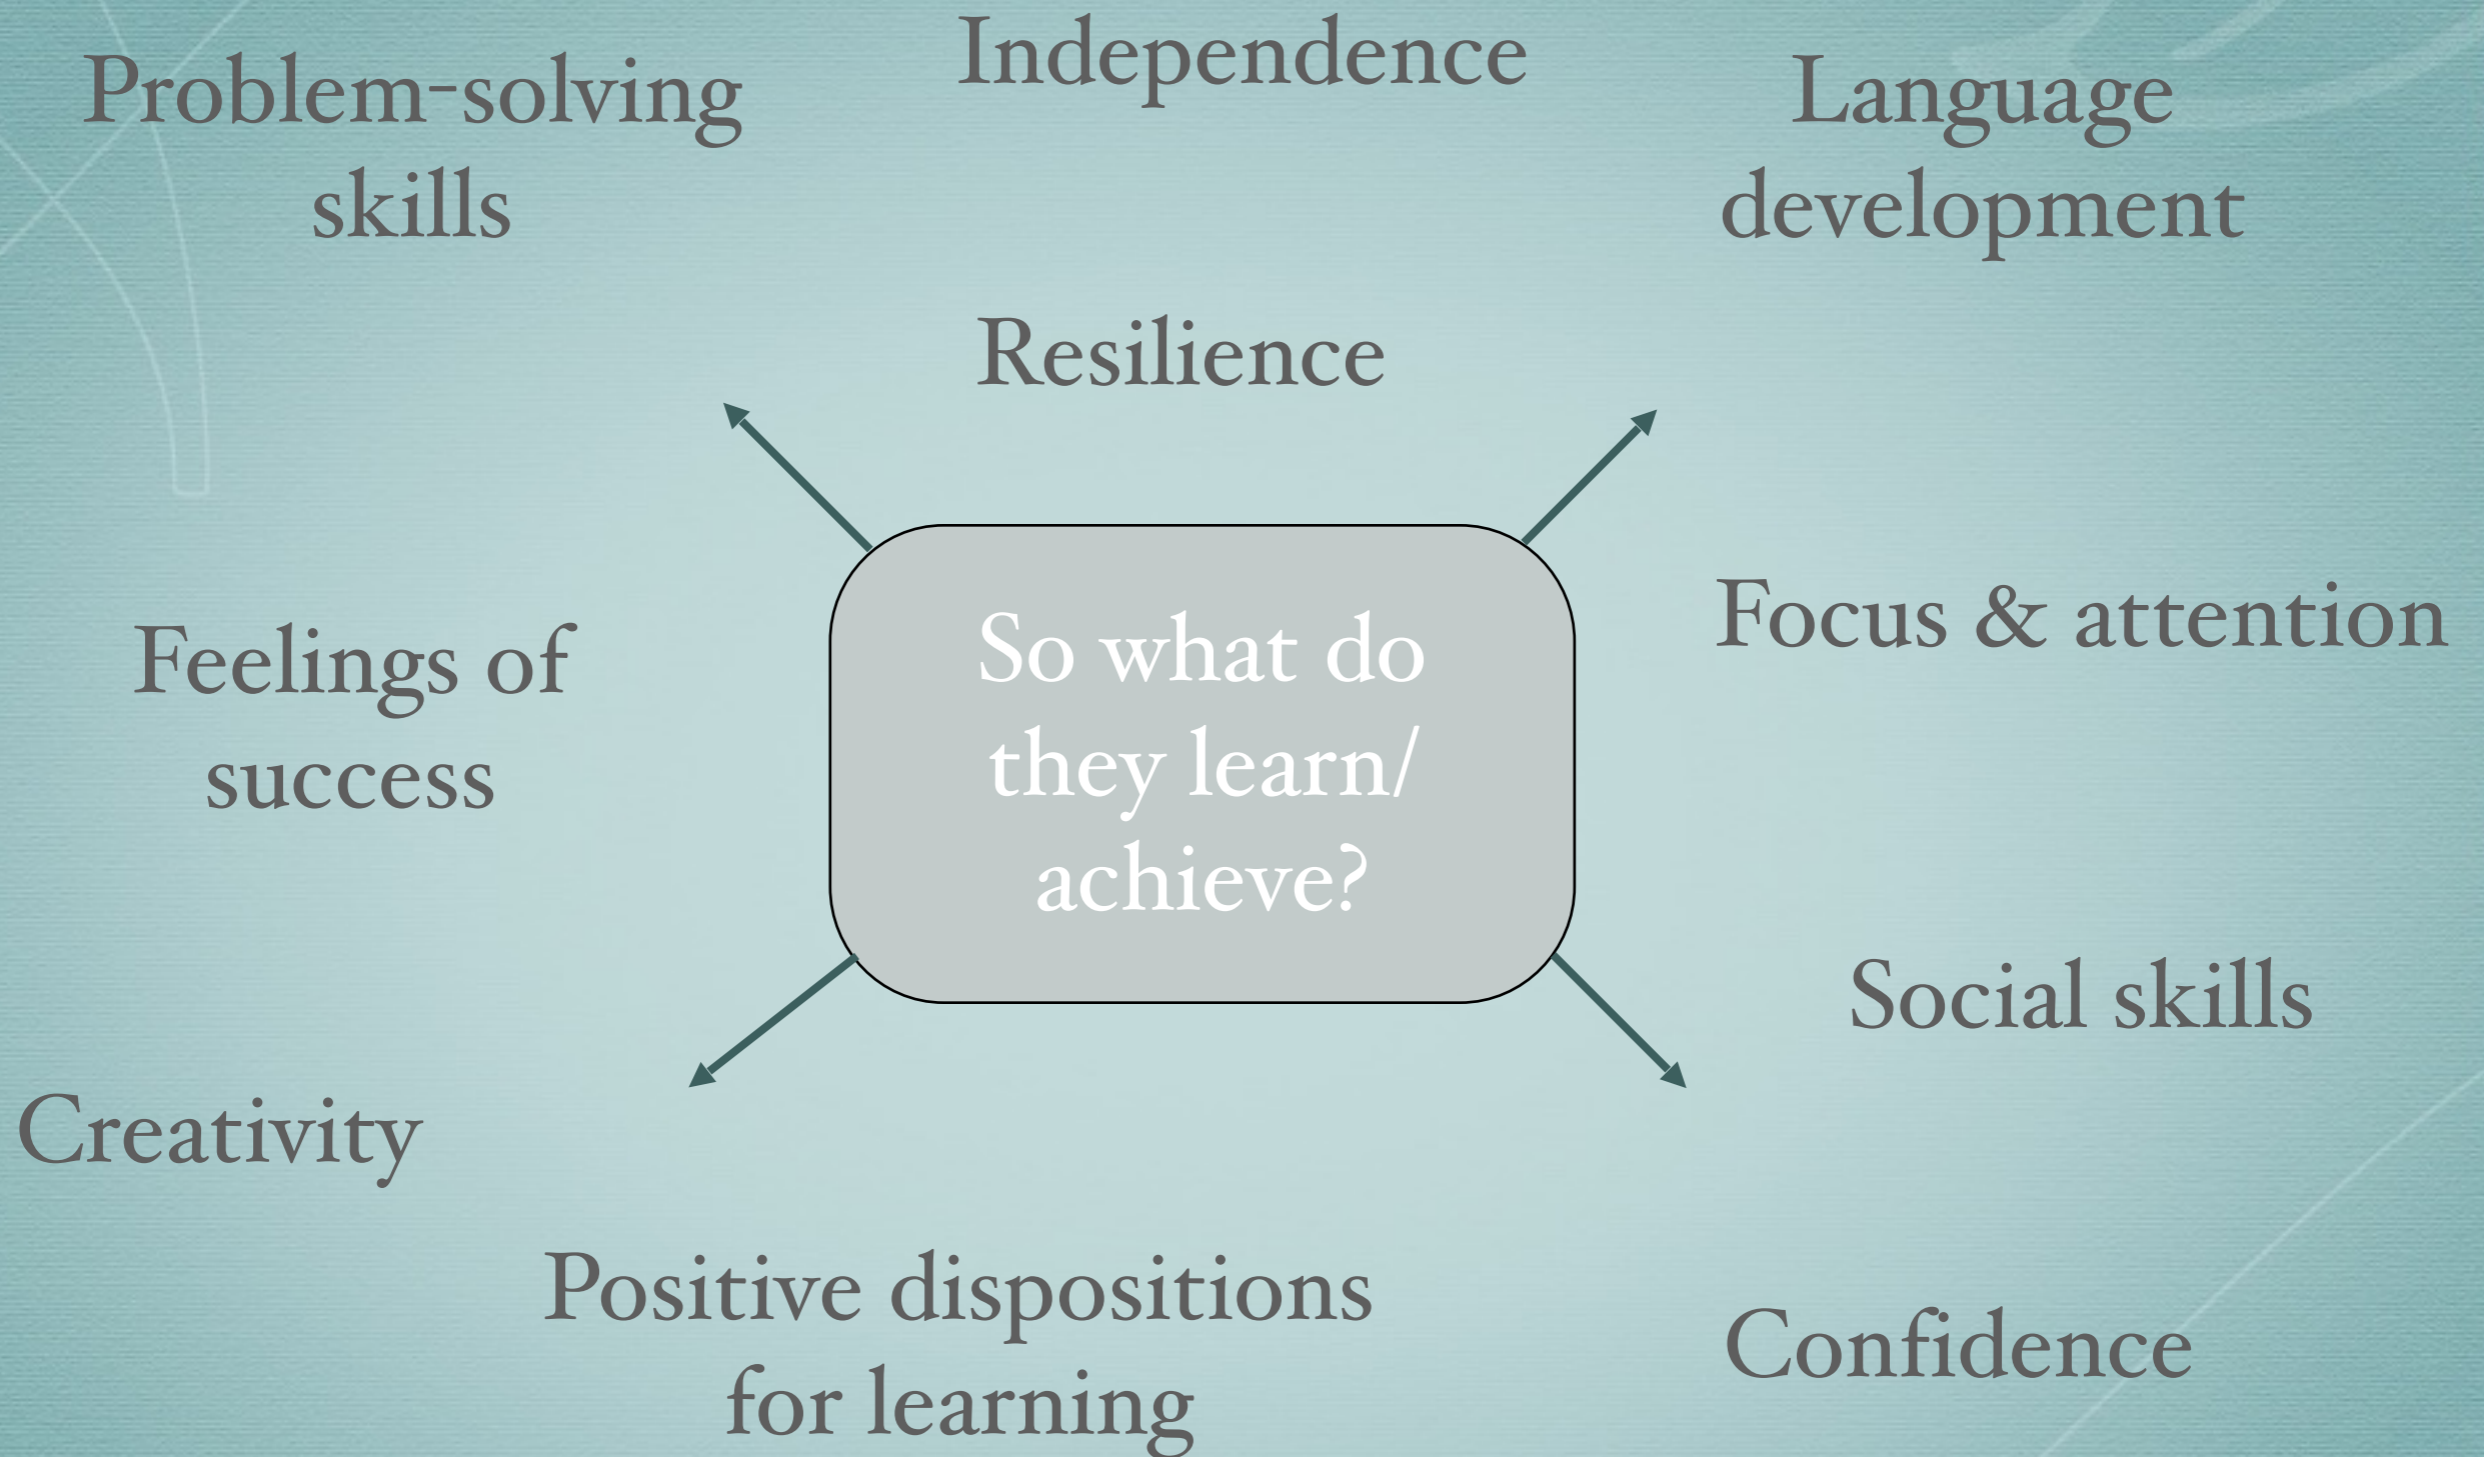 Independence
Problem-solving
skills
Language
development
Resilience
Feelings of
success
So what do
they learn/
achieve?
Focus & attention
Social skills
Creativity
Positive dispositions
for learning
Confidence